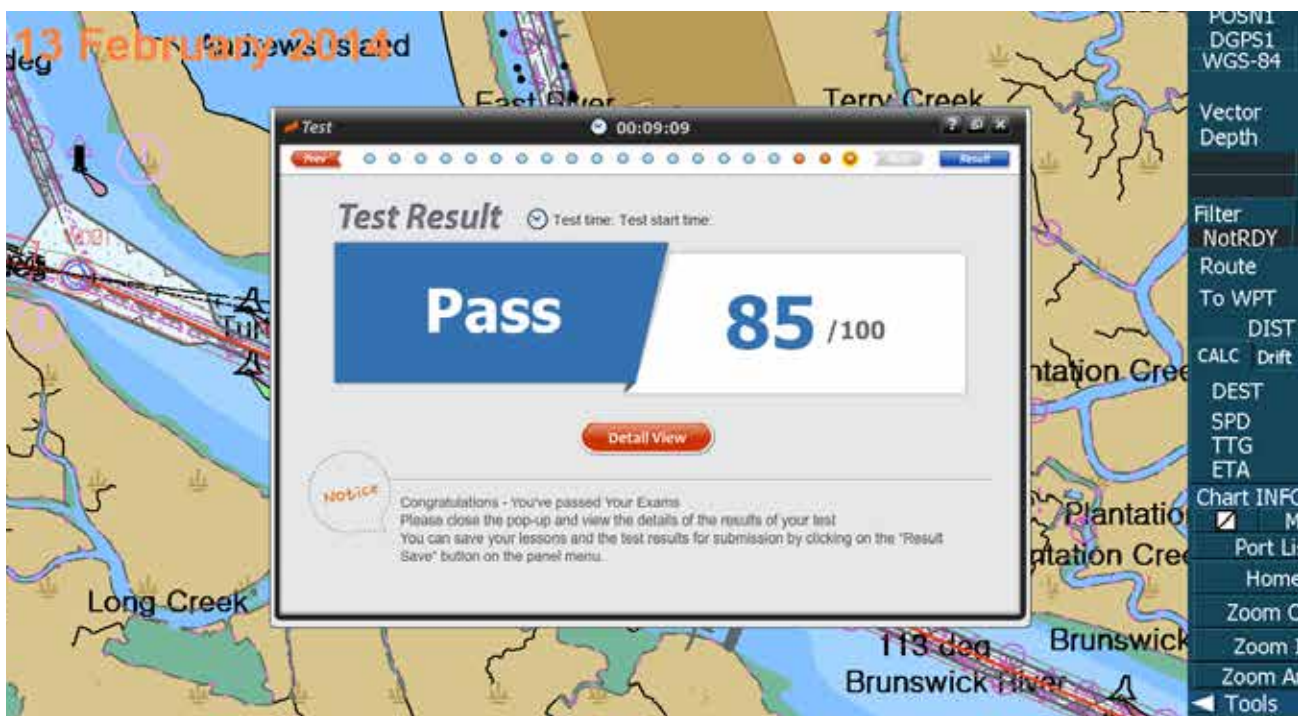 13 February 2014
Andrews Island
deg
East River
Terry Creek
Test
00:09:09
? X
Prev
Result
Test Result
Test time: Test start time:
Pass
85 /100
Detail View
Notice
Congratulations - You've passed Your Exams
Please close the pop-up and view the details of the results of your test
You can save your lessons and the test results for submission by clicking on the "Result
Save" button on the panel menu.
ntation Cree
Plantatio
ntation Cree
Long Creek
113 deg
Brunswick
Brunswick River
POSN1
DGPS1
WGS-84
Vector
Depth
Filter
NotRDY
Route
To WPT
DIST
CALC Drift
DEST
SPD
TTG
ETA
Chart INFO
M
Port Li
Home
Zoom O
Zoom I
Zoom Ar
Tools